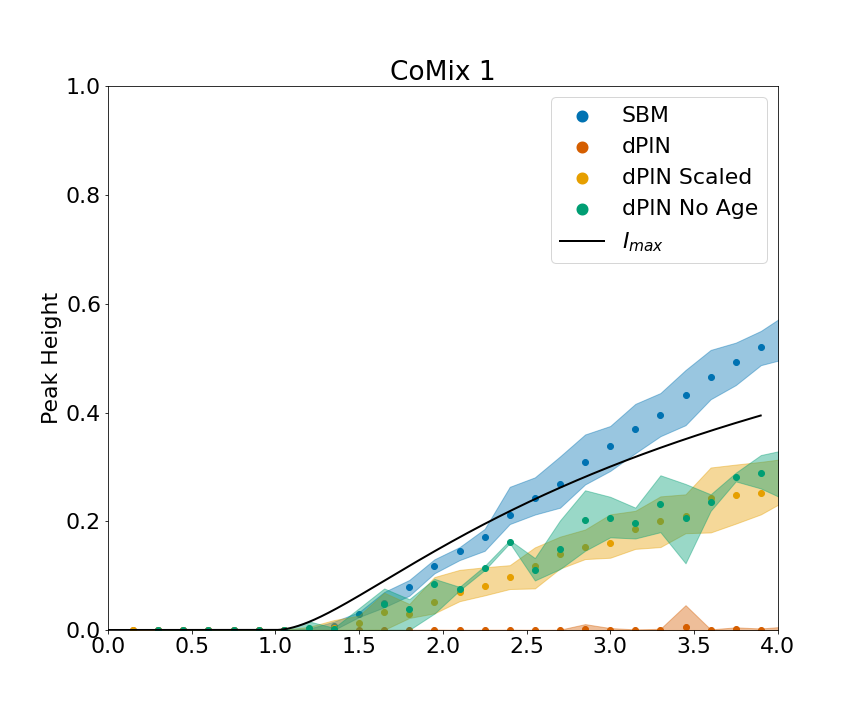 CoMix 1
1.0
0.8
0.6
0.4
0.2
0.0
Peak Height
SBM
dPIN
dPIN Scaled
dPIN No Age
I_max
0.0 0.5 1.0 1.5 2.0 2.5 3.0 3.5 4.0